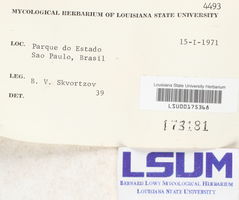 4493
MYCOLOGICAL HERBARIUM OF LOUISIANA STATE UNIVERSITY
LOC. Parque do Estado 15-I-1971
Sao Paulo, Brasil
LEG. B. V. Skvortzov
DET. 39
Louisiana State University Herbarium
LSU00175368
173181
LSUM
BERNARD LOWY MYCOLOGICAL HERBARIUM
LOUISIANA STATE UNIVERSITY